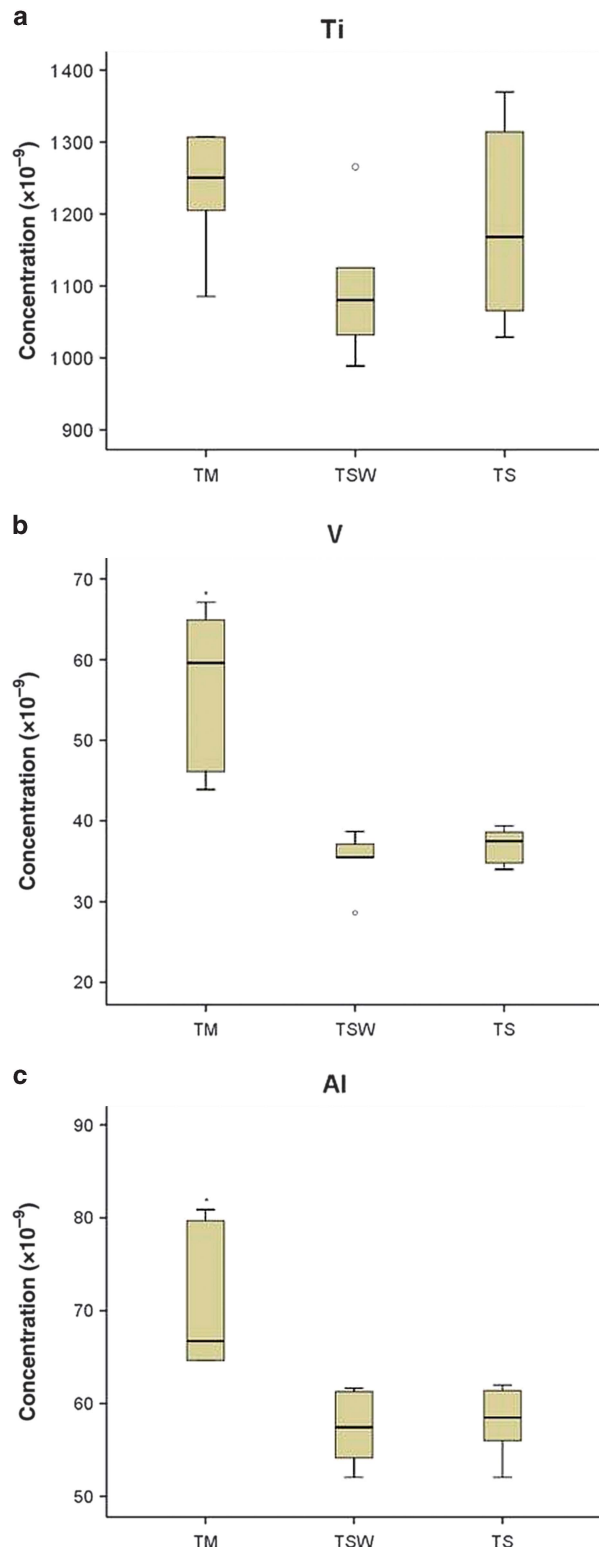 a
Ti
Concentration (×10⁻⁹)
1400
1300
1200
1100
1000
900
TM TSW TS
b
V
Concentration (×10⁻⁹)
70
60
50
40
30
20
TM TSW TS
c
Al
Concentration (×10⁻⁹)
90
80
70
60
50
TM TSW TS